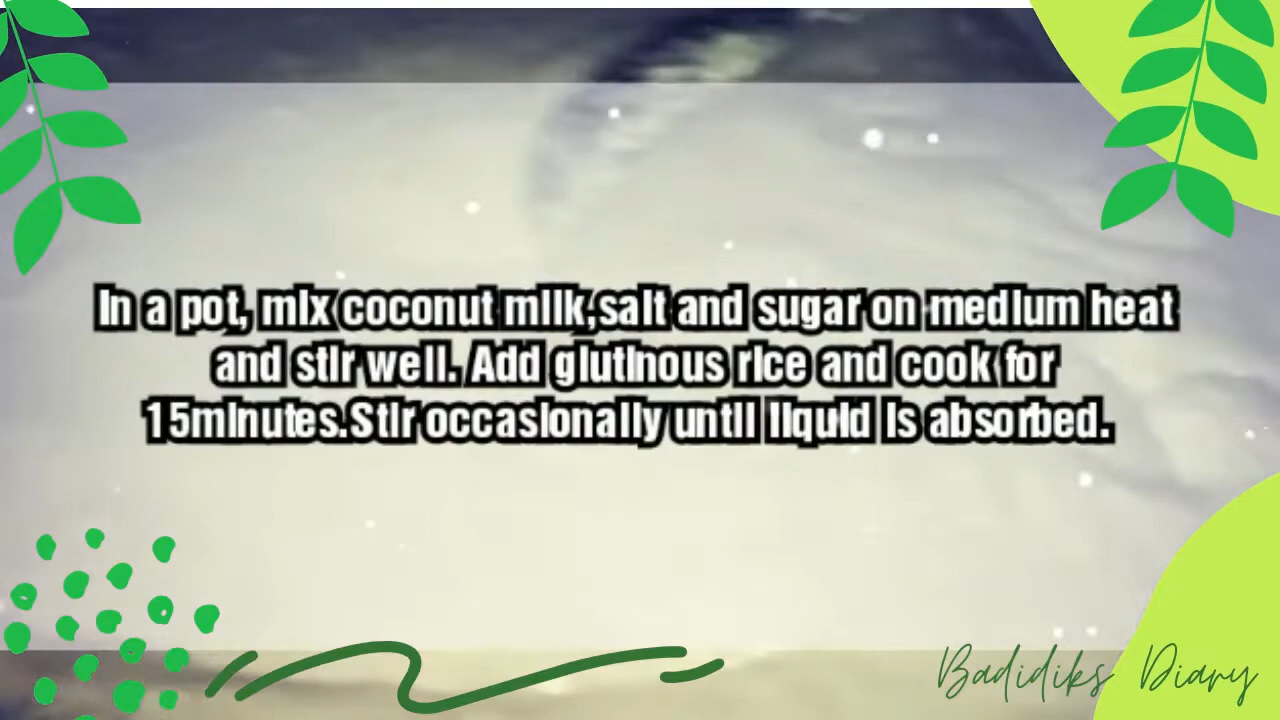 In a pot, mix coconut milk,salt and sugar on medium heat
and stir well. Add glutinous rice and cook for
15minutes.Stir occasionally until liquid is absorbed.
Badidiks Diary